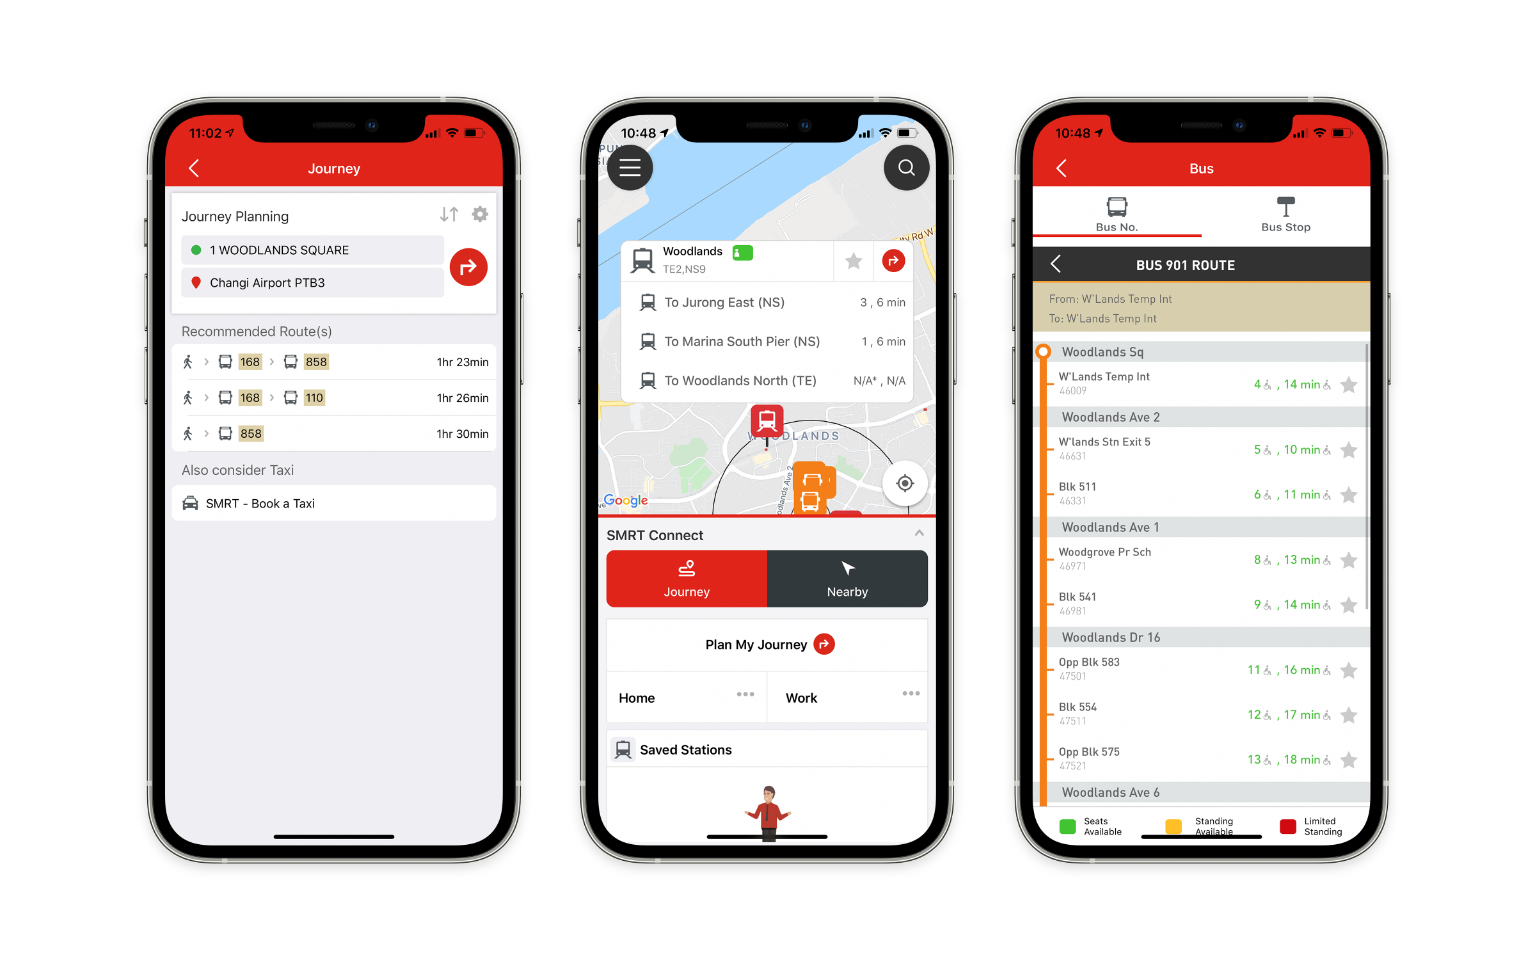 11:02
Journey
Journey Planning
1 WOODLANDS SQUARE
Changi Airport PTB3
Recommended Route(s)
168 858 1hr 23min
168 110 1hr 26min
858 1hr 30min
Also consider Taxi
SMRT - Book a Taxi
10:48
PUN
SIA
ity Rd W
Woodlands
TE2,NS9
To Jurong East (NS) 3 , 6 min
To Marina South Pier (NS) 1 , 6 min
To Woodlands North (TE) N/A* , N/A
WOODLANDS
odlands Ave 2
Google
SMRT Connect
Journey Nearby
Plan My Journey
Home ••• Work •••
Saved Stations
10:48
Bus
Bus No. Bus Stop
BUS 901 ROUTE
From: W'Lands Temp Int
To: W'Lands Temp Int
Woodlands Sq
W'Lands Temp Int 4 , 14 min
46009
Woodlands Ave 2
W'lands Stn Exit 5 5 , 10 min
46631
Blk 511 6 , 11 min
46331
Woodlands Ave 1
Woodgrove Pr Sch 8 , 13 min
46971
Blk 541 9 , 14 min
46981
Woodlands Dr 16
Opp Blk 583 11 , 16 min
47501
Blk 554 12 , 17 min
47511
Opp Blk 575 13 , 18 min
47521
Woodlands Ave 6
Seats Available
Standing Available
Limited Standing